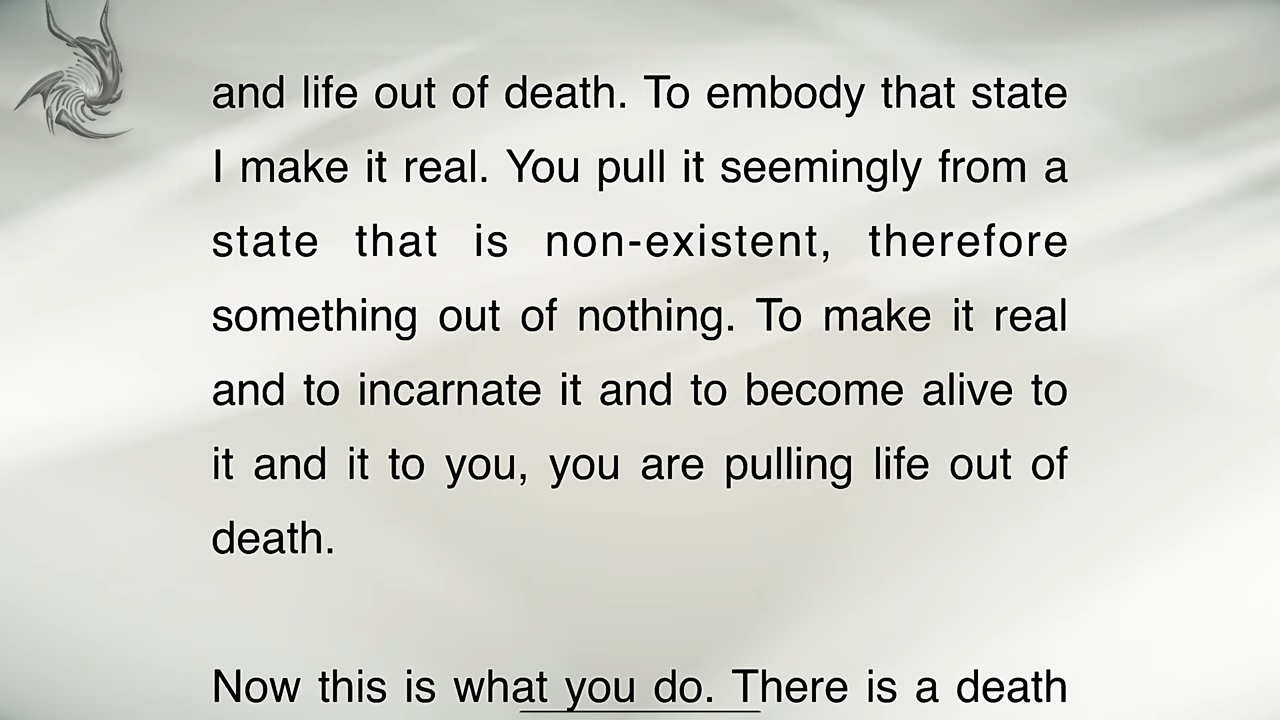 and life out of death. To embody that state
I make it real. You pull it seemingly from a
state that is non-existent, therefore
something out of nothing. To make it real
and to incarnate it and to become alive to
it and it to you, you are pulling life out of
death.
Now this is what you do. There is a death